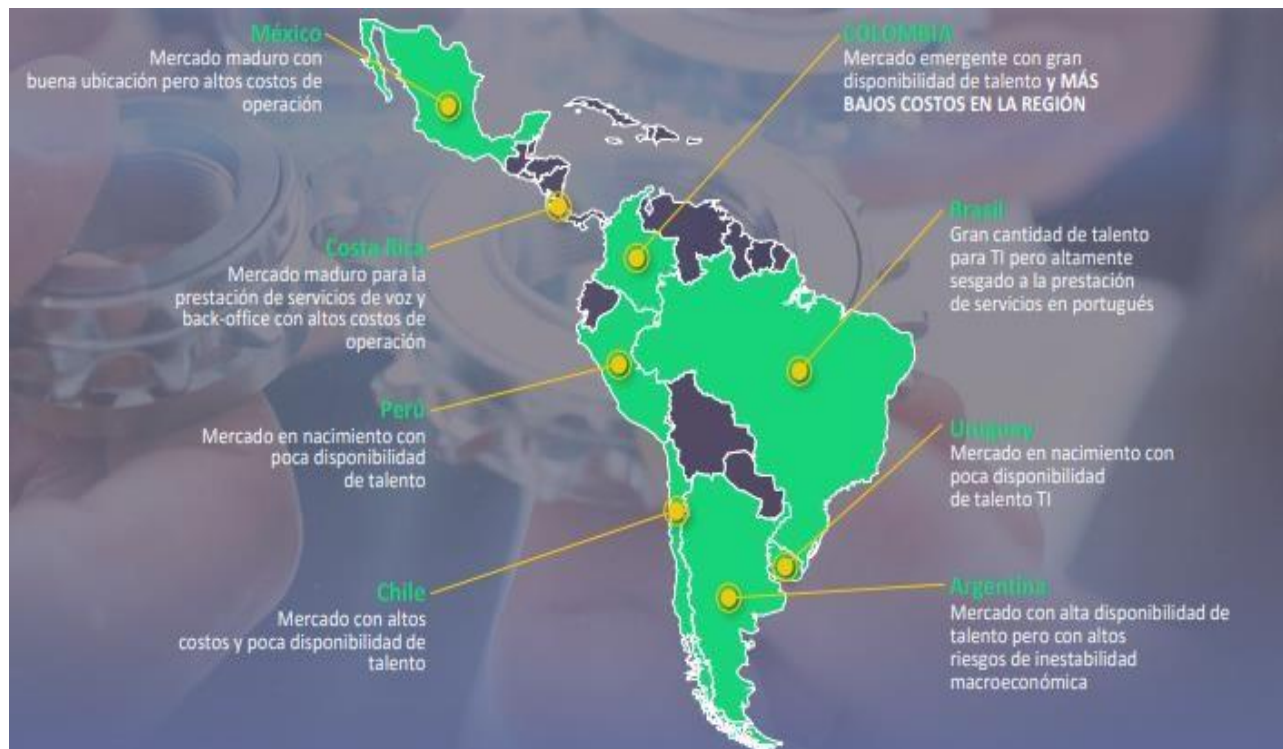 México
Mercado maduro con
buena ubicación pero altos costos de
operación
COLOMBIA
Mercado emergente con gran
disponibilidad de talento y MÁS
BAJOS COSTOS EN LA REGIÓN
Costa Rica
Mercado maduro para la
prestación de servicios de voz y
back-office con altos costos de
operación
Brasil
Gran cantidad de talento
para TI pero altamente
sesgado a la prestación
de servicios en portugués
Perú
Mercado en nacimiento con
poca disponibilidad
de talento
Uruguay
Mercado en nacimiento con
poca disponibilidad
de talento TI
Chile
Mercado con altos
costos y poca disponibilidad de
talento
Argentina
Mercado con alta disponibilidad de
talento pero con altos
riesgos de inestabilidad
macroeconómica